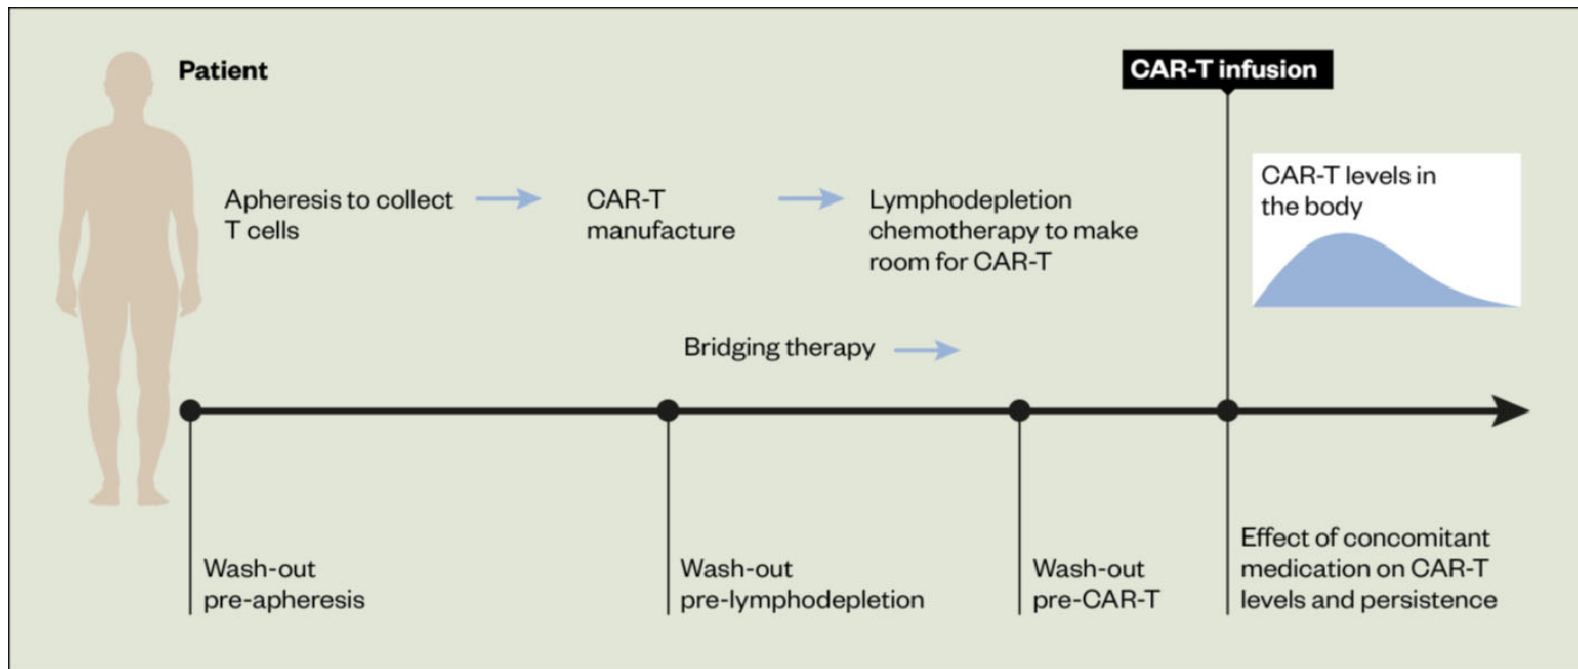 Patient
CAR-T infusion
Apheresis to collect
T cells
CAR-T
manufacture
Lymphodepletion
chemotherapy to make
room for CAR-T
CAR-T levels in
the body
Bridging therapy
Wash-out
pre-apheresis
Wash-out
pre-lymphodepletion
Wash-out
pre-CAR-T
Effect of concomitant
medication on CAR-T
levels and persistence